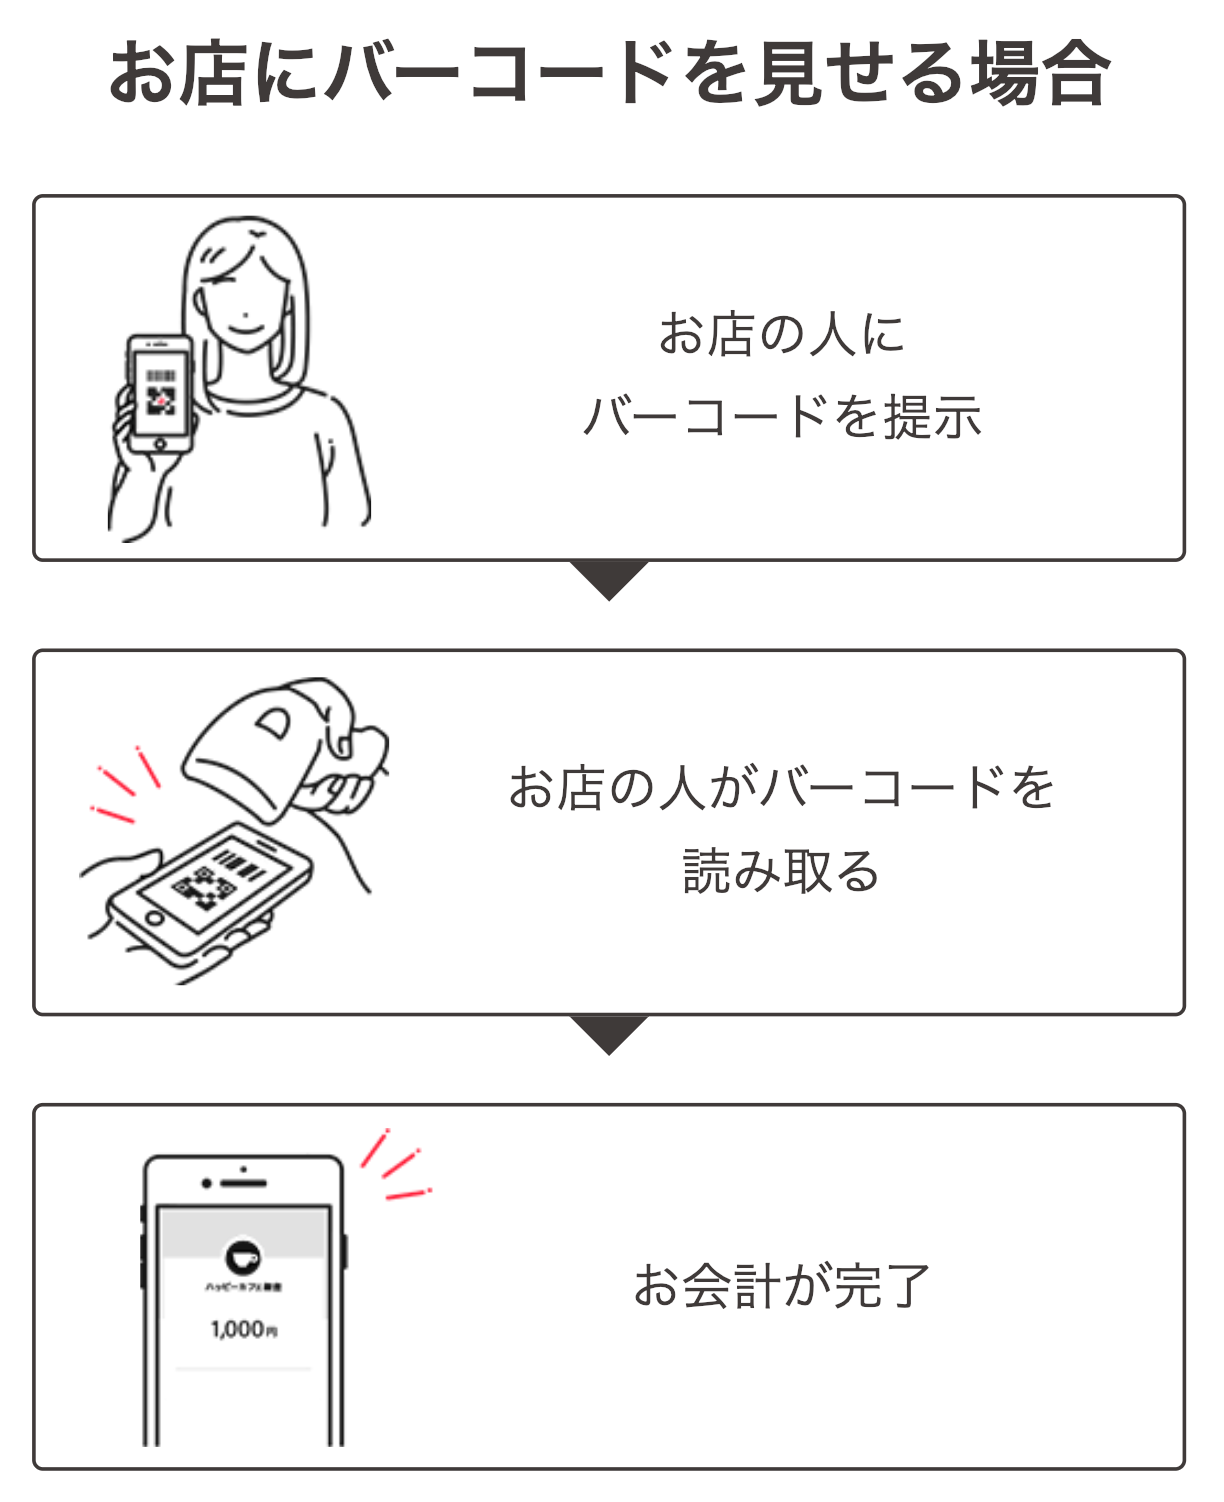 お店にバーコードを見せる場合
お店の人に
バーコードを提示
お店の人がバーコードを
読み取る
ハッピーカフェ銀座
1,000円
お会計が完了